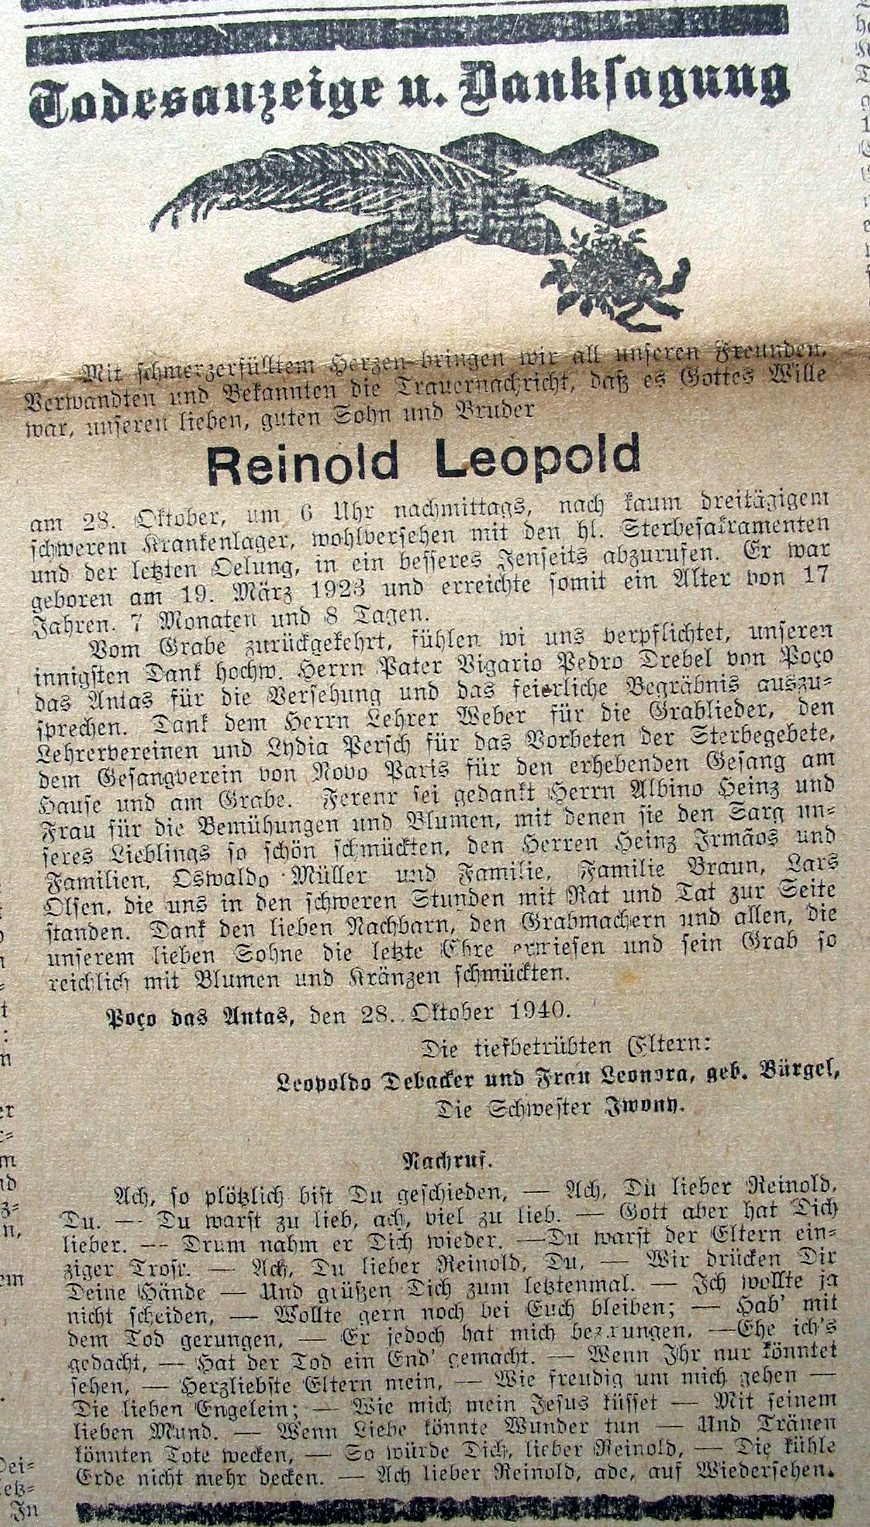 Todesanzeige u. Danksagung
Mit schmerzerfülltem Herzen bringen wir all unseren Freunden,
Verwandten und Bekannten die Trauernachricht, daß es Gottes Wille
war, unseren lieben, guten Sohn und Bruder
Reinold Leopold
am 28. Oktober, um 6 Uhr nachmittags, nach kaum dreitägigem
schwerem Krankenlager, wohlversehen mit den hl. Sterbesakramenten
und der letzten Oelung, in ein besseres Jenseits abzurufen. Er war
geboren am 19. März 1923 und erreichte somit ein Alter von 17
Jahren. 7 Monaten und 8 Tagen.
Vom Grabe zurückgekehrt, fühlen wi uns verpflichtet, unseren
innigsten Dank hochw. Herrn Pater Vigario Pedro Drebel von Poço
das Antas für die Versehung und das feierliche Begräbnis auszu-
sprechen. Dank dem Herrn Lehrer Weber für die Grablieder, den
Lehrervereinen und Lydia Persch für das Vorbeten der Sterbegebete,
dem Gesangverein von Novo Paris für den erhebenden Gesang am
Hause und am Grabe. Ferenr sei gedankt Herrn Albino Heinz und
Frau für die Bemühungen und Blumen, mit denen sie den Sarg un-
seres Lieblings so schön schmückten, den Herren Heinz Irmãos und
Familien, Oswaldo Müller und Familie, Familie Braun, Lars
Olsen, die uns in den schweren Stunden mit Rat und Tat zur Seite
standen. Dank den lieben Nachbarn, den Grabmachern und allen, die
unserem lieben Sohne die letzte Ehre erwiesen und sein Grab so
reichlich mit Blumen und Kränzen schmückten.
Poço das Antas, den 28. Oktober 1940.
Die tiefbetrübten Eltern:
Leopoldo Debacker und Frau Leonora, geb. Bürgel,
Die Schwester Iwony.
Nachruf.
Ach, so plötzlich bist Du geschieden, — Ach, Du lieber Reinold,
Du. — Du warst zu lieb, ach, viel zu lieb. — Gott aber hat Dich
lieber. — Drum nahm er Dich wieder. — Du warst der Eltern ein-
ziger Trost. — Ach, Du lieber Reinold, Du, — Wir drücken Dir
Deine Hände — Und grüßen Dich zum letztenmal. — Ich wollte ja
nicht scheiden, — Wollte gern noch bei Euch bleiben; — Hab' mit
dem Tod gerungen, — Er jedoch hat mich bezwungen, — Ehe ich's
gedacht, — Hat der Tod ein End' gemacht. — Wenn Ihr nur könntet
sehen, — Herzliebste Eltern mein, — Wie freudig um mich gehen —
Die lieben Engelein; — Wie mich mein Jesus küsset — Mit seinem
lieben Mund. — Wenn Liebe könnte Wunder tun — Und Tränen
könnten Tote wecken, — So würde Dich, lieber Reinold, — Die kühle
Erde nicht mehr decken. — Ach lieber Reinold, ade, auf Wiedersehen.